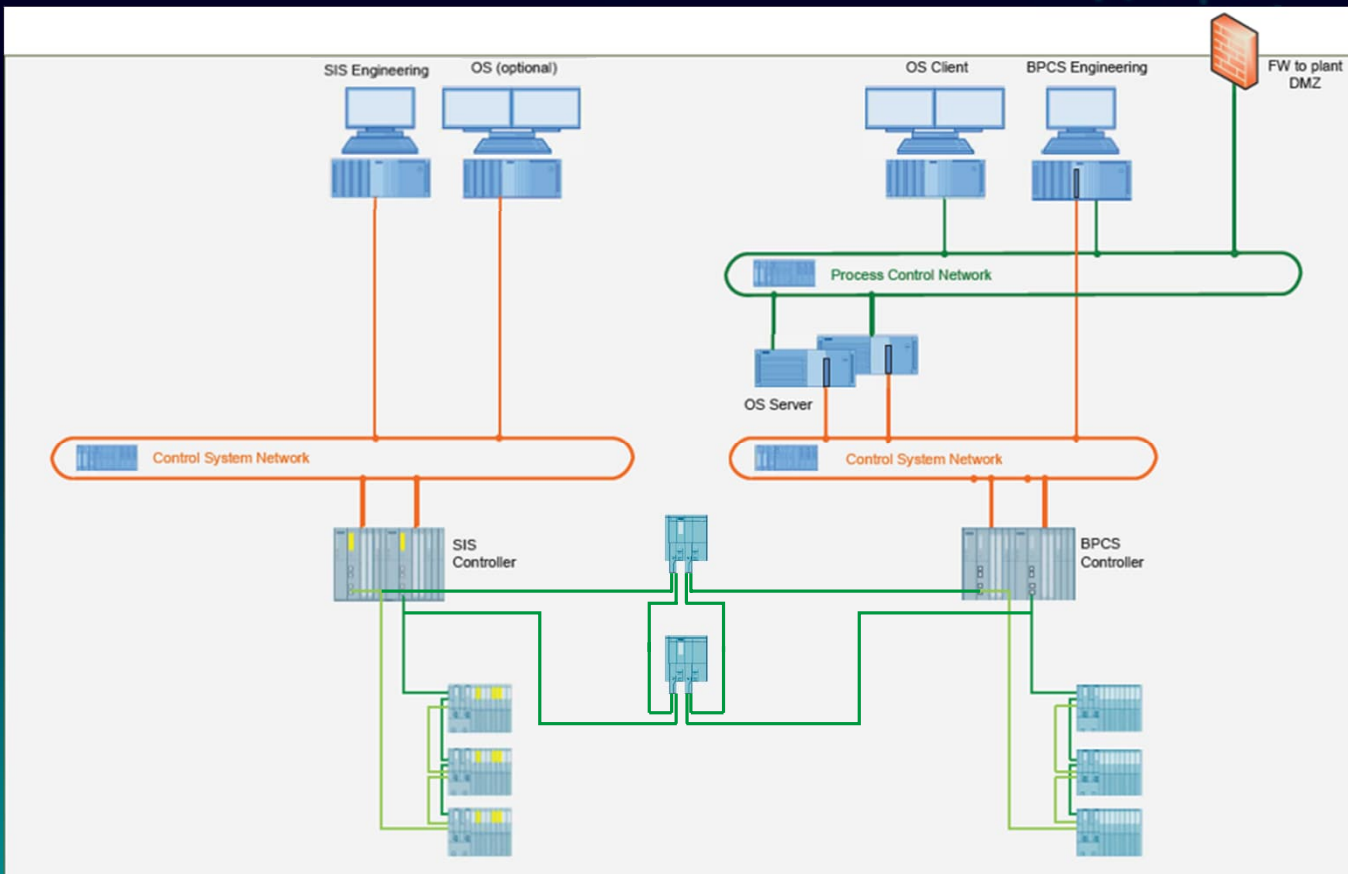 SIS Engineering
OS (optional)
OS Client
BPCS Engineering
FW to plant
DMZ
Process Control Network
OS Server
Control System Network
Control System Network
SIS
Controller
BPCS
Controller